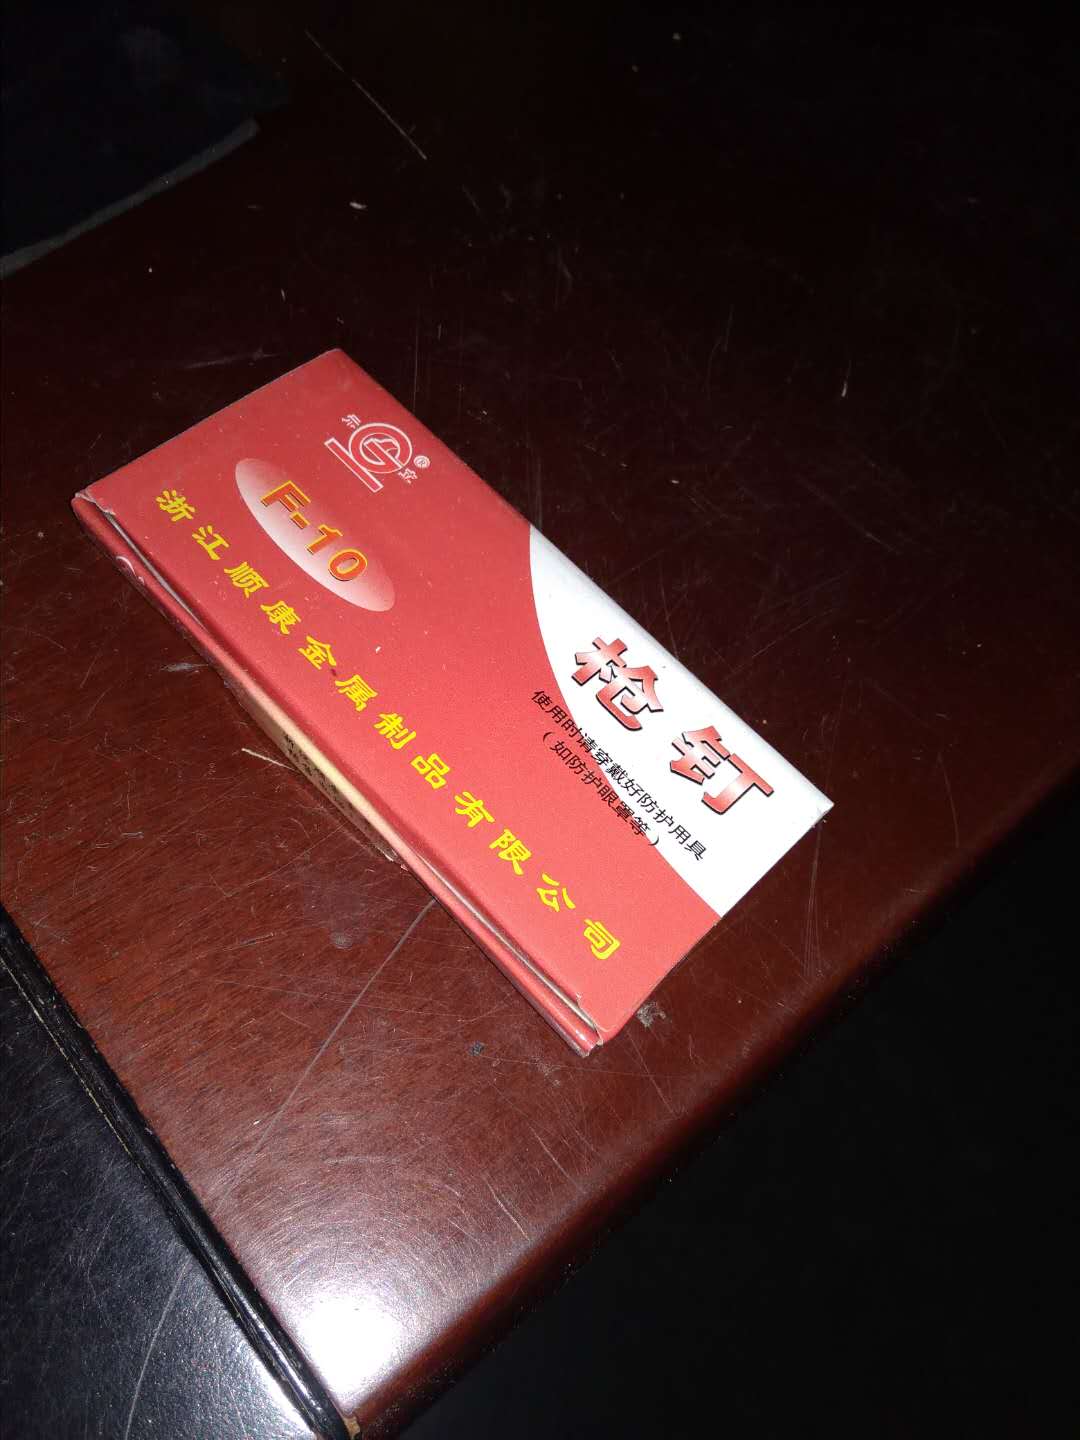 F-10
浙江顺康金属制品有限公司
枪钉
使用时请穿戴好防护用具
(如防护眼罩等)